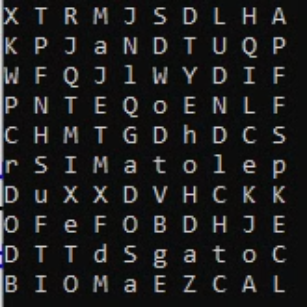 X T R M J S D L H A
K P J a N D T U Q P
W F Q J l W Y D I F
P N T E Q o E N L F
C H M T G D h D C S
r S I M a t o l e p
D u X X D V H C K K
O F e F O B D H J E
D T T d S g a t o C
B I O M a E Z C A L